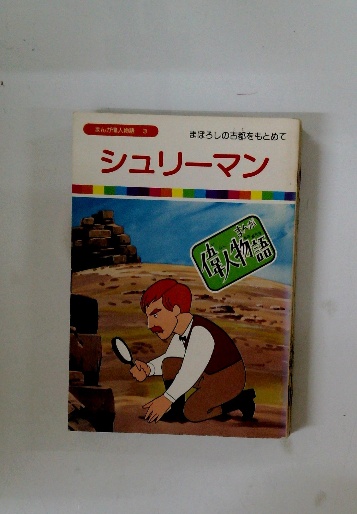 まんが偉人物語 3
まぼろしの古都をもとめて
シュリーマン
まんが
偉人物語